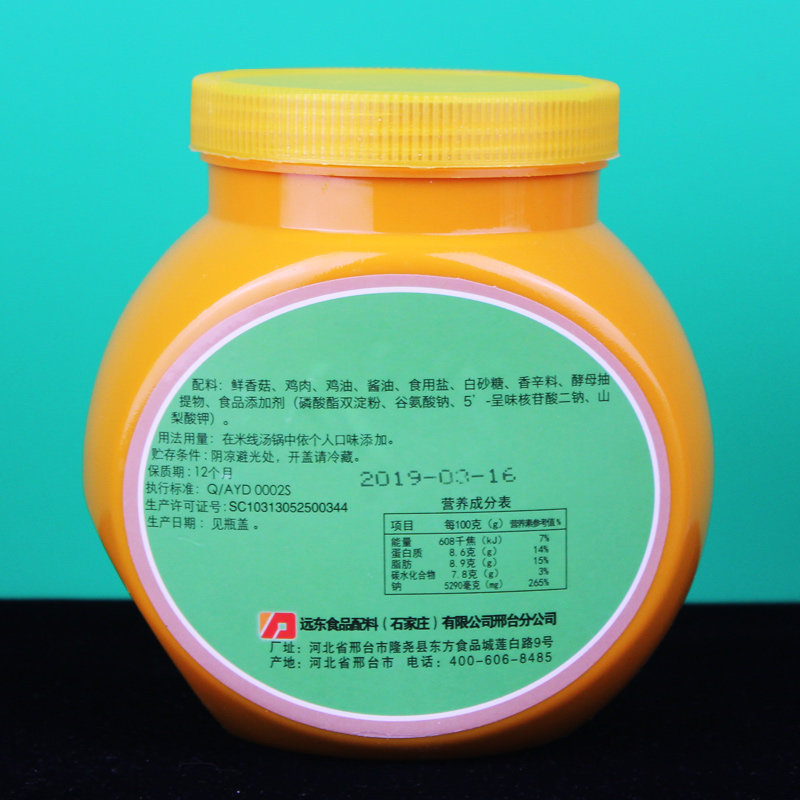 配料：鲜香菇、鸡肉、鸡油、酱油、食用盐、白砂糖、香辛料、酵母抽
提物、食品添加剂（磷酸酯双淀粉、谷氨酸钠、5’-呈味核苷酸二钠、山
梨酸钾）。
用法用量：在米线汤锅中依个人口味添加。
贮存条件：阴凉避光处，开盖请冷藏。
保质期：12个月
2019-03-16
执行标准：Q/AYD 0002S
生产许可证号：SC10313052500344
生产日期：见瓶盖。
营养成分表
项目 每100克（g） 营养素参考值%
能量 608千焦（kJ） 7%
蛋白质 8.6克（g） 14%
脂肪 8.9克（g） 15%
碳水化合物 7.8克（g） 3%
钠 5290毫克（mg） 265%
远东食品配料（石家庄）有限公司邢台分公司
厂址：河北省邢台市隆尧县东方食品城莲白路9号
产地：河北省邢台市 电话：400-606-8485